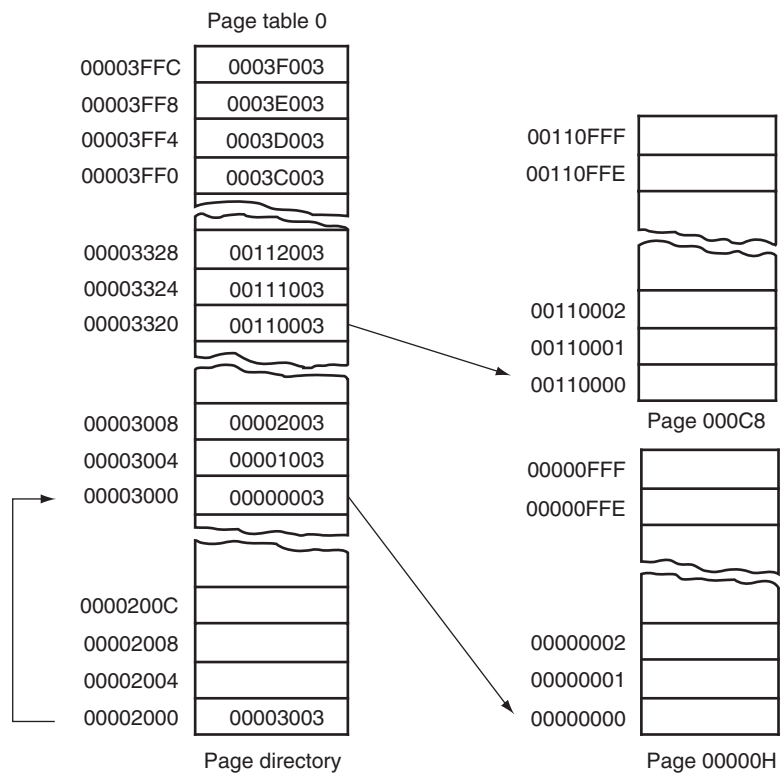 Page table 0
00003FFC 0003F003
00003FF8 0003E003
00003FF4 0003D003
00003FF0 0003C003
00003328 00112003
00003324 00111003
00003320 00110003
00003008 00002003
00003004 00001003
00003000 00000003
0000200C
00002008
00002004
00002000 00003003
Page directory
00110FFF
00110FFE
00110002
00110001
00110000
Page 000C8
00000FFF
00000FFE
00000002
00000001
00000000
Page 00000H